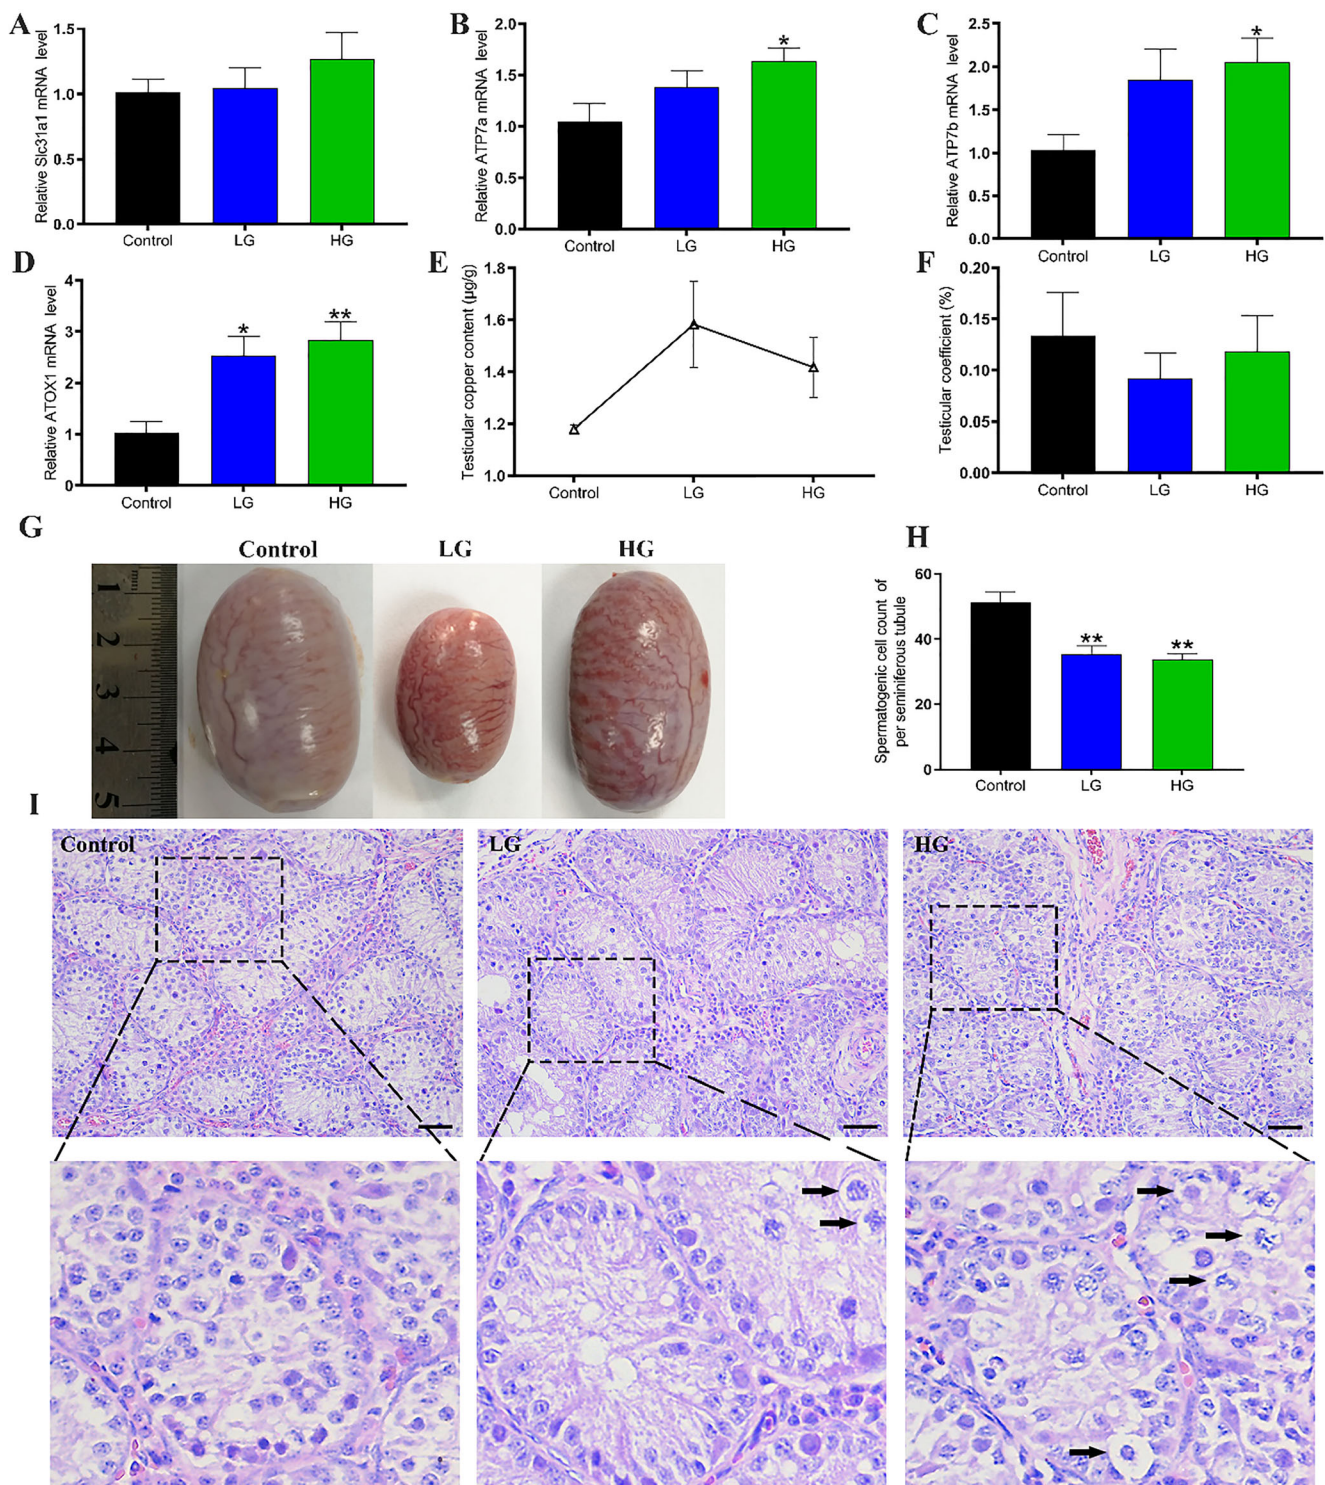 A
Relative Slc31a1 mRNA level
1.5
1.0
0.5
0.0
Control LG HG
B
Relative ATP7a mRNA level
2.0
1.5
1.0
0.5
0.0
*
Control LG HG
C
Relative ATP7b mRNA level
2.5
2.0
1.5
1.0
0.5
0.0
*
Control LG HG
D
Relative ATOX1 mRNA level
4
3
2
1
0
* **
Control LG HG
E
Testicular copper content (μg/g)
1.8
1.6
1.4
1.2
1.0
Control LG HG
F
Testicular coefficient (%)
0.20
0.15
0.10
0.05
0.00
Control LG HG
G
Control LG HG
mm
1
2
3
4
5
H
Spermatogenic cell count of
per seminiferous tubule
60
40
20
0
** **
Control LG HG
I
Control LG HG